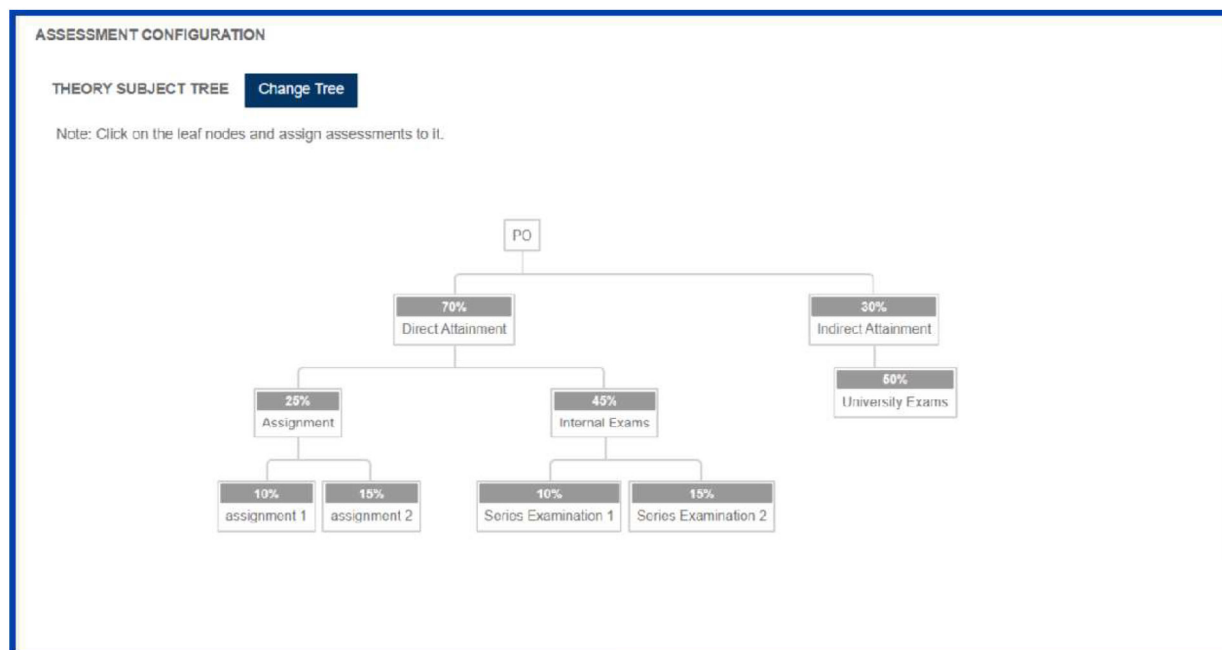 ASSESSMENT CONFIGURATION
THEORY SUBJECT TREE Change Tree
Note: Click on the leaf nodes and assign assessments to it.
PO
70% 30%
Direct Attainment Indirect Attainment
50%
University Exams
25% 45%
Assignment Internal Exams
10% 15% 10% 15%
assignment 1 assignment 2 Series Examination 1 Series Examination 2